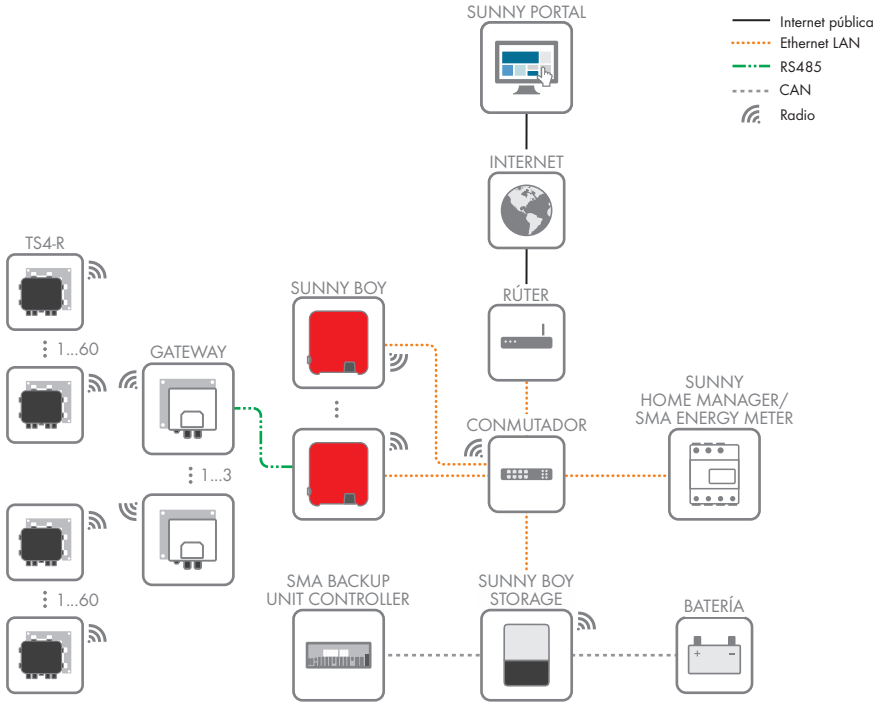 SUNNY PORTAL
Internet pública
Ethernet LAN
RS485
CAN
Radio
INTERNET
TS4-R
SUNNY BOY
RÚTER
1...60
GATEWAY
SUNNY
HOME MANAGER/
SMA ENERGY METER
CONMUTADOR
1...3
SMA BACKUP
UNIT CONTROLLER
SUNNY BOY
STORAGE
BATERÍA
1...60
+ −